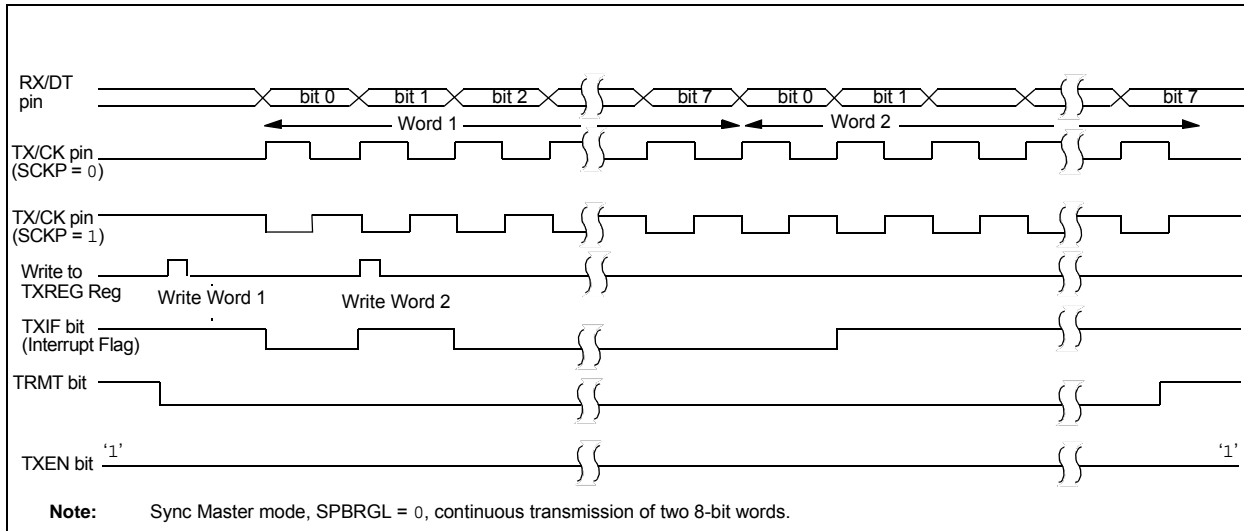 RX/DT
pin
bit 0 bit 1 bit 2 bit 7 bit 0 bit 1 bit 7
Word 1 Word 2
TX/CK pin
(SCKP = 0)
TX/CK pin
(SCKP = 1)
Write to
TXREG Reg
Write Word 1 Write Word 2
TXIF bit
(Interrupt Flag)
TRMT bit
TXEN bit ‘1’ ‘1’
Note: Sync Master mode, SPBRGL = 0, continuous transmission of two 8-bit words.